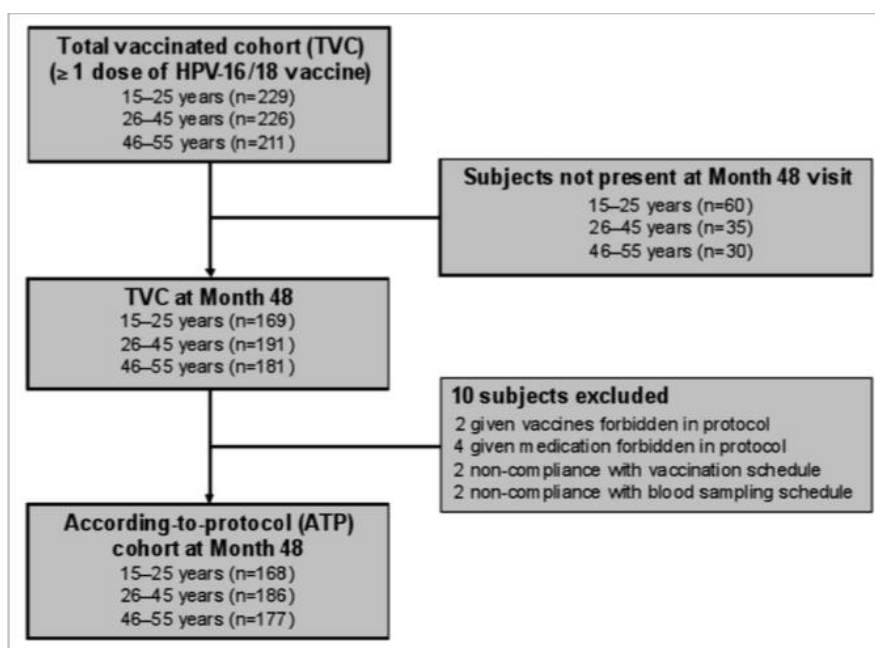 Total vaccinated cohort (TVC)
(≥ 1 dose of HPV-16/18 vaccine)
15–25 years (n=229)
26–45 years (n=226)
46–55 years (n=211)
Subjects not present at Month 48 visit
15–25 years (n=60)
26–45 years (n=35)
46–55 years (n=30)
TVC at Month 48
15–25 years (n=169)
26–45 years (n=191)
46–55 years (n=181)
10 subjects excluded
2 given vaccines forbidden in protocol
4 given medication forbidden in protocol
2 non-compliance with vaccination schedule
2 non-compliance with blood sampling schedule
According-to-protocol (ATP)
cohort at Month 48
15–25 years (n=168)
26–45 years (n=186)
46–55 years (n=177)